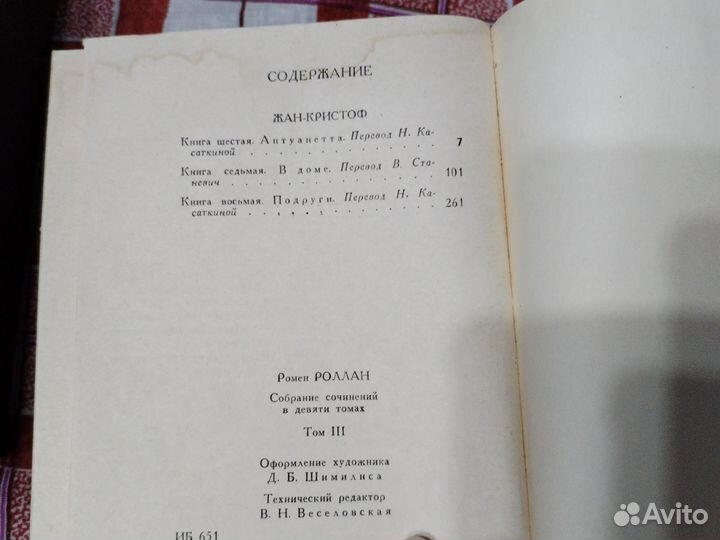 СОДЕРЖАНИЕ
ЖАН-КРИСТОФ
Книга шестая. Антуанетта. Перевод Н. Ка-
саткиной . . . . . . . . . . . . 7
Книга седьмая. В доме. Перевод В. Ста-
невич . . . . . . . . . . . . . 101
Книга восьмая. Подруги. Перевод Н. Ка-
саткиной . . . . . . . . . . . 261
Ромен РОЛЛАН
Собрание сочинений
в девяти томах
Том III
Оформление художника
Д. Б. Шимилиса
Технический редактор
В. Н. Веселовская
ИБ 651
Avito